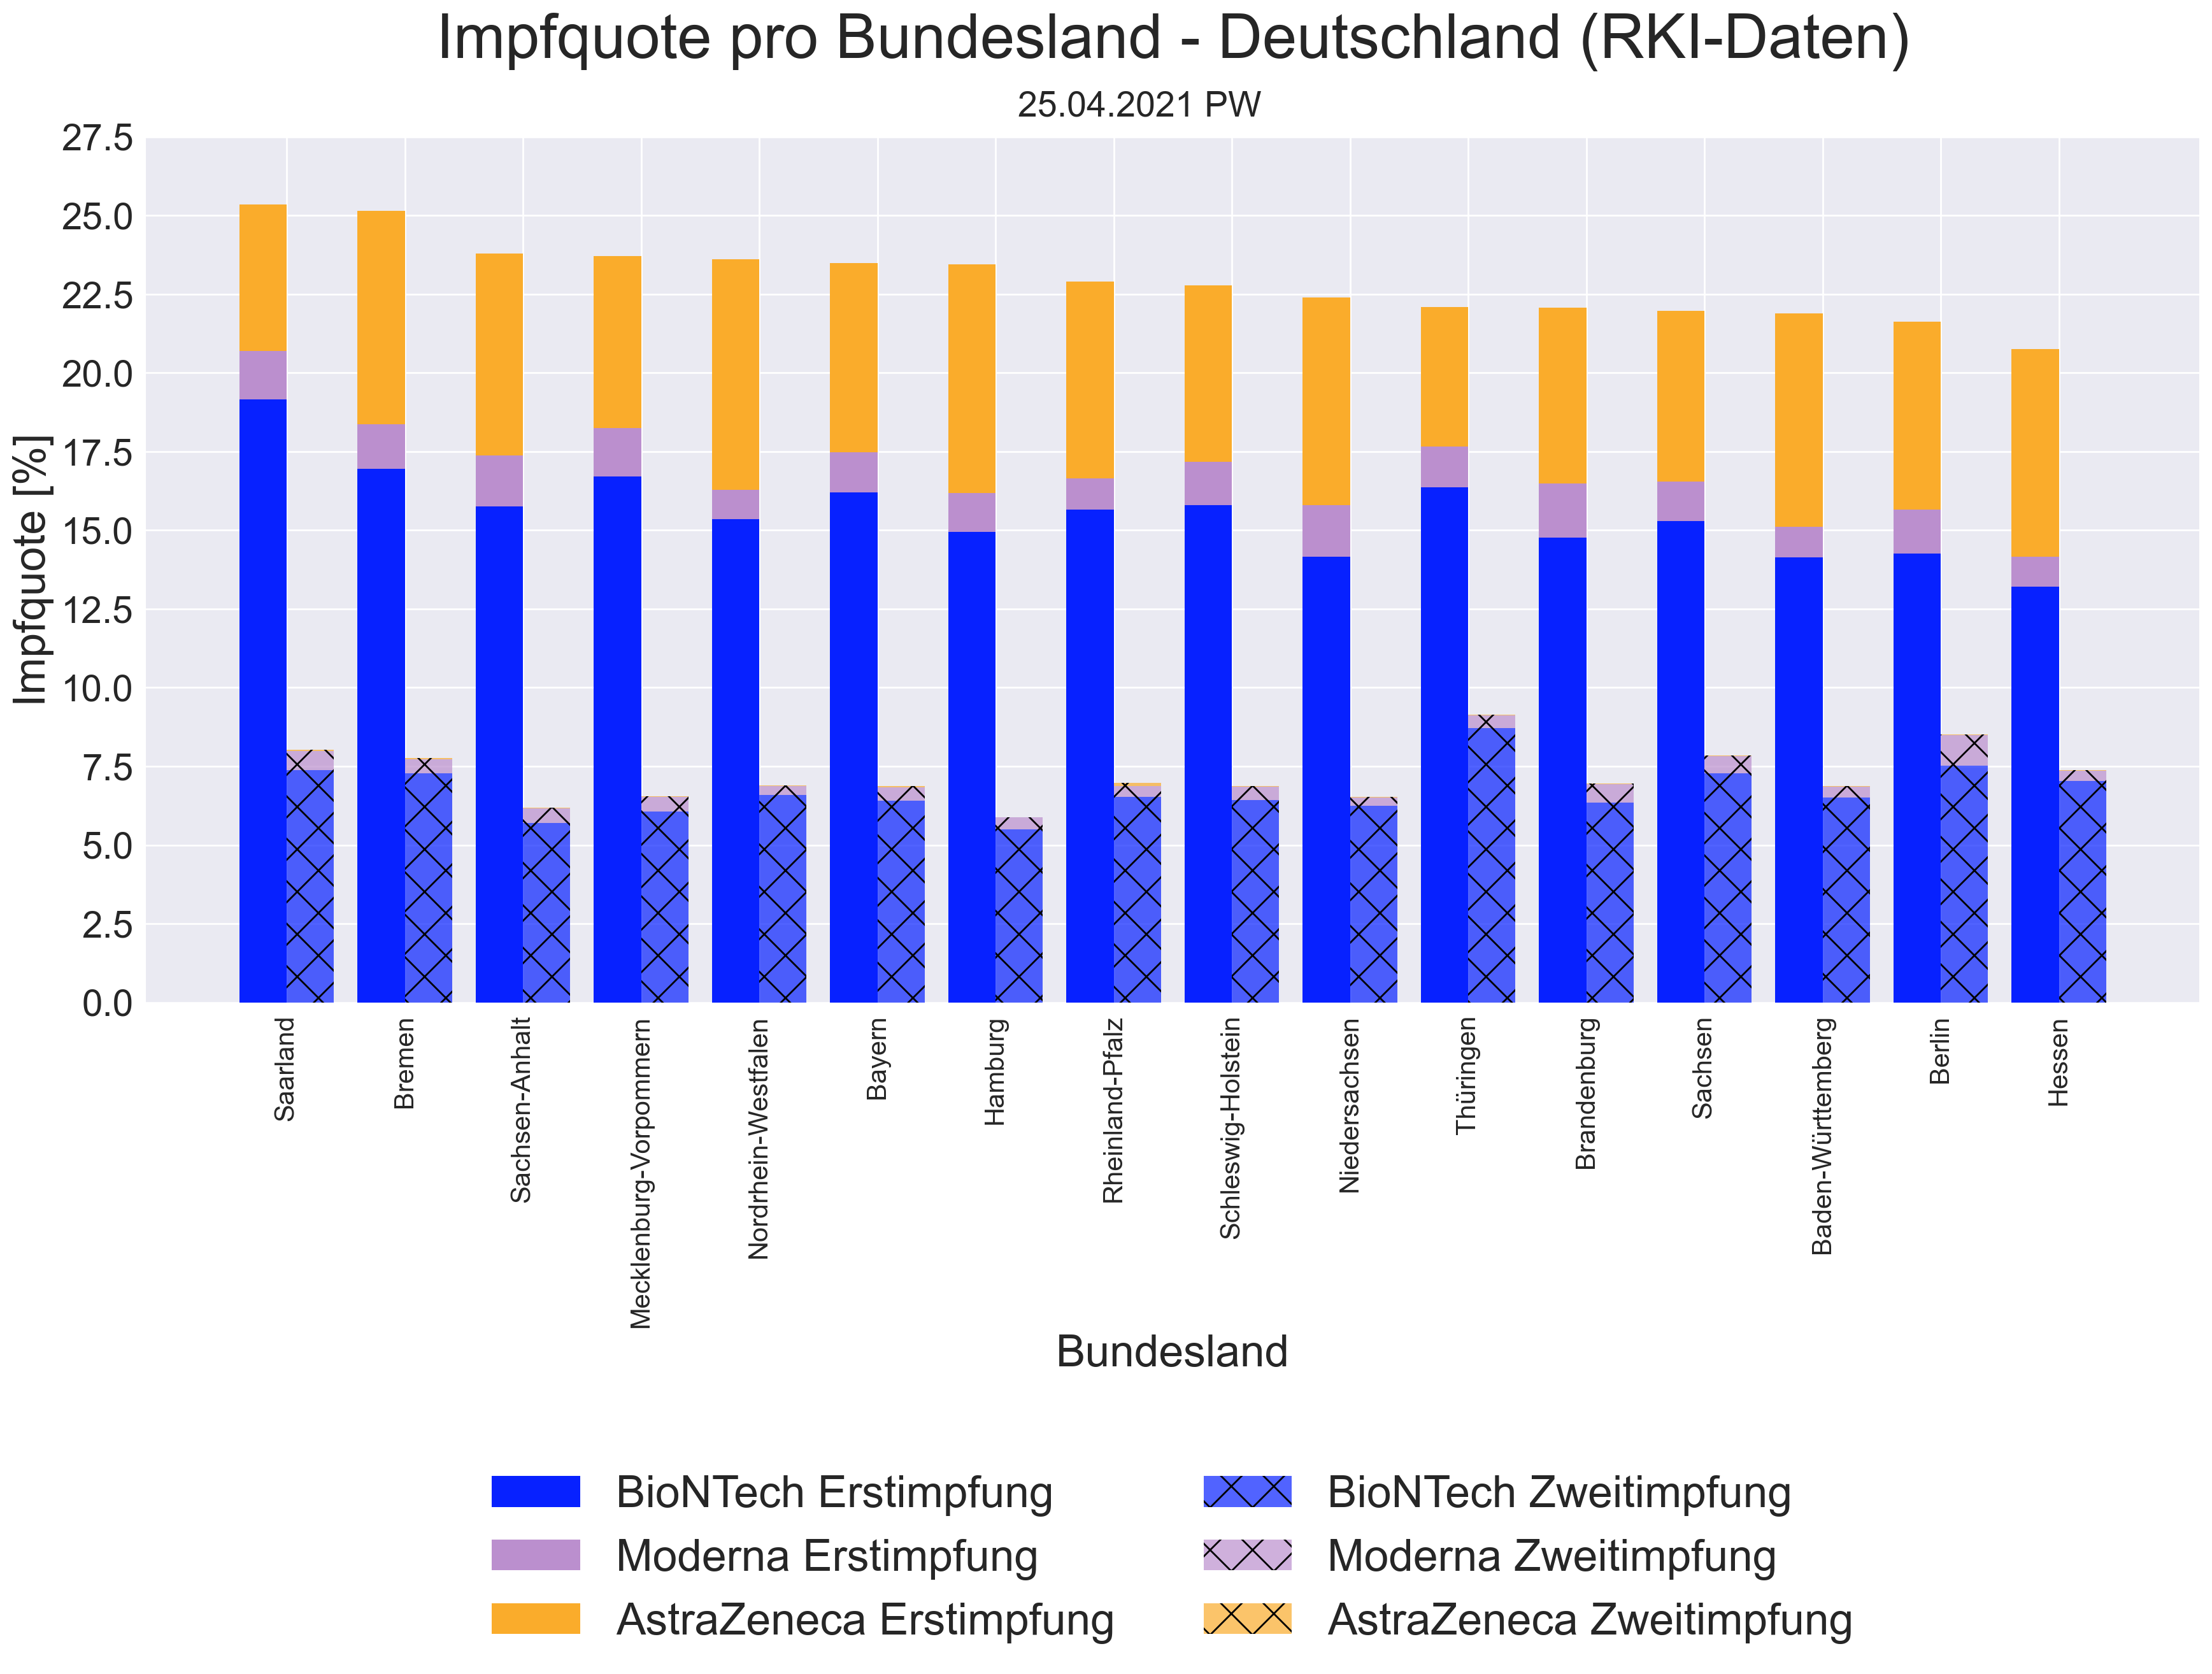 Impfquote pro Bundesland - Deutschland (RKI-Daten)
25.04.2021 PW
Impfquote [%]
27.5
25.0
22.5
20.0
17.5
15.0
12.5
10.0
7.5
5.0
2.5
0.0
Saarland
Bremen
Sachsen-Anhalt
Mecklenburg-Vorpommern
Nordrhein-Westfalen
Bayern
Hamburg
Rheinland-Pfalz
Schleswig-Holstein
Niedersachsen
Thüringen
Brandenburg
Sachsen
Baden-Württemberg
Berlin
Hessen
Bundesland
BioNTech Erstimpfung
Moderna Erstimpfung
AstraZeneca Erstimpfung
BioNTech Zweitimpfung
Moderna Zweitimpfung
AstraZeneca Zweitimpfung